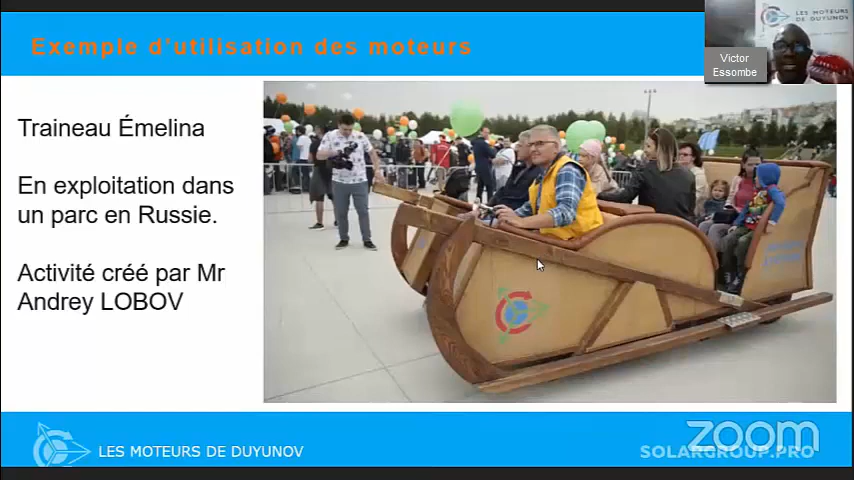 Exemple d'utilisation des moteurs
LES MOTEURS
DE DUYUNOV
Victor
Essombe
Traineau Émelina
En exploitation dans
un parc en Russie.
Activité créé par Mr
Andrey LOBOV
LES MOTEURS DE DUYUNOV
zoom
SOLARGROUP.PRO